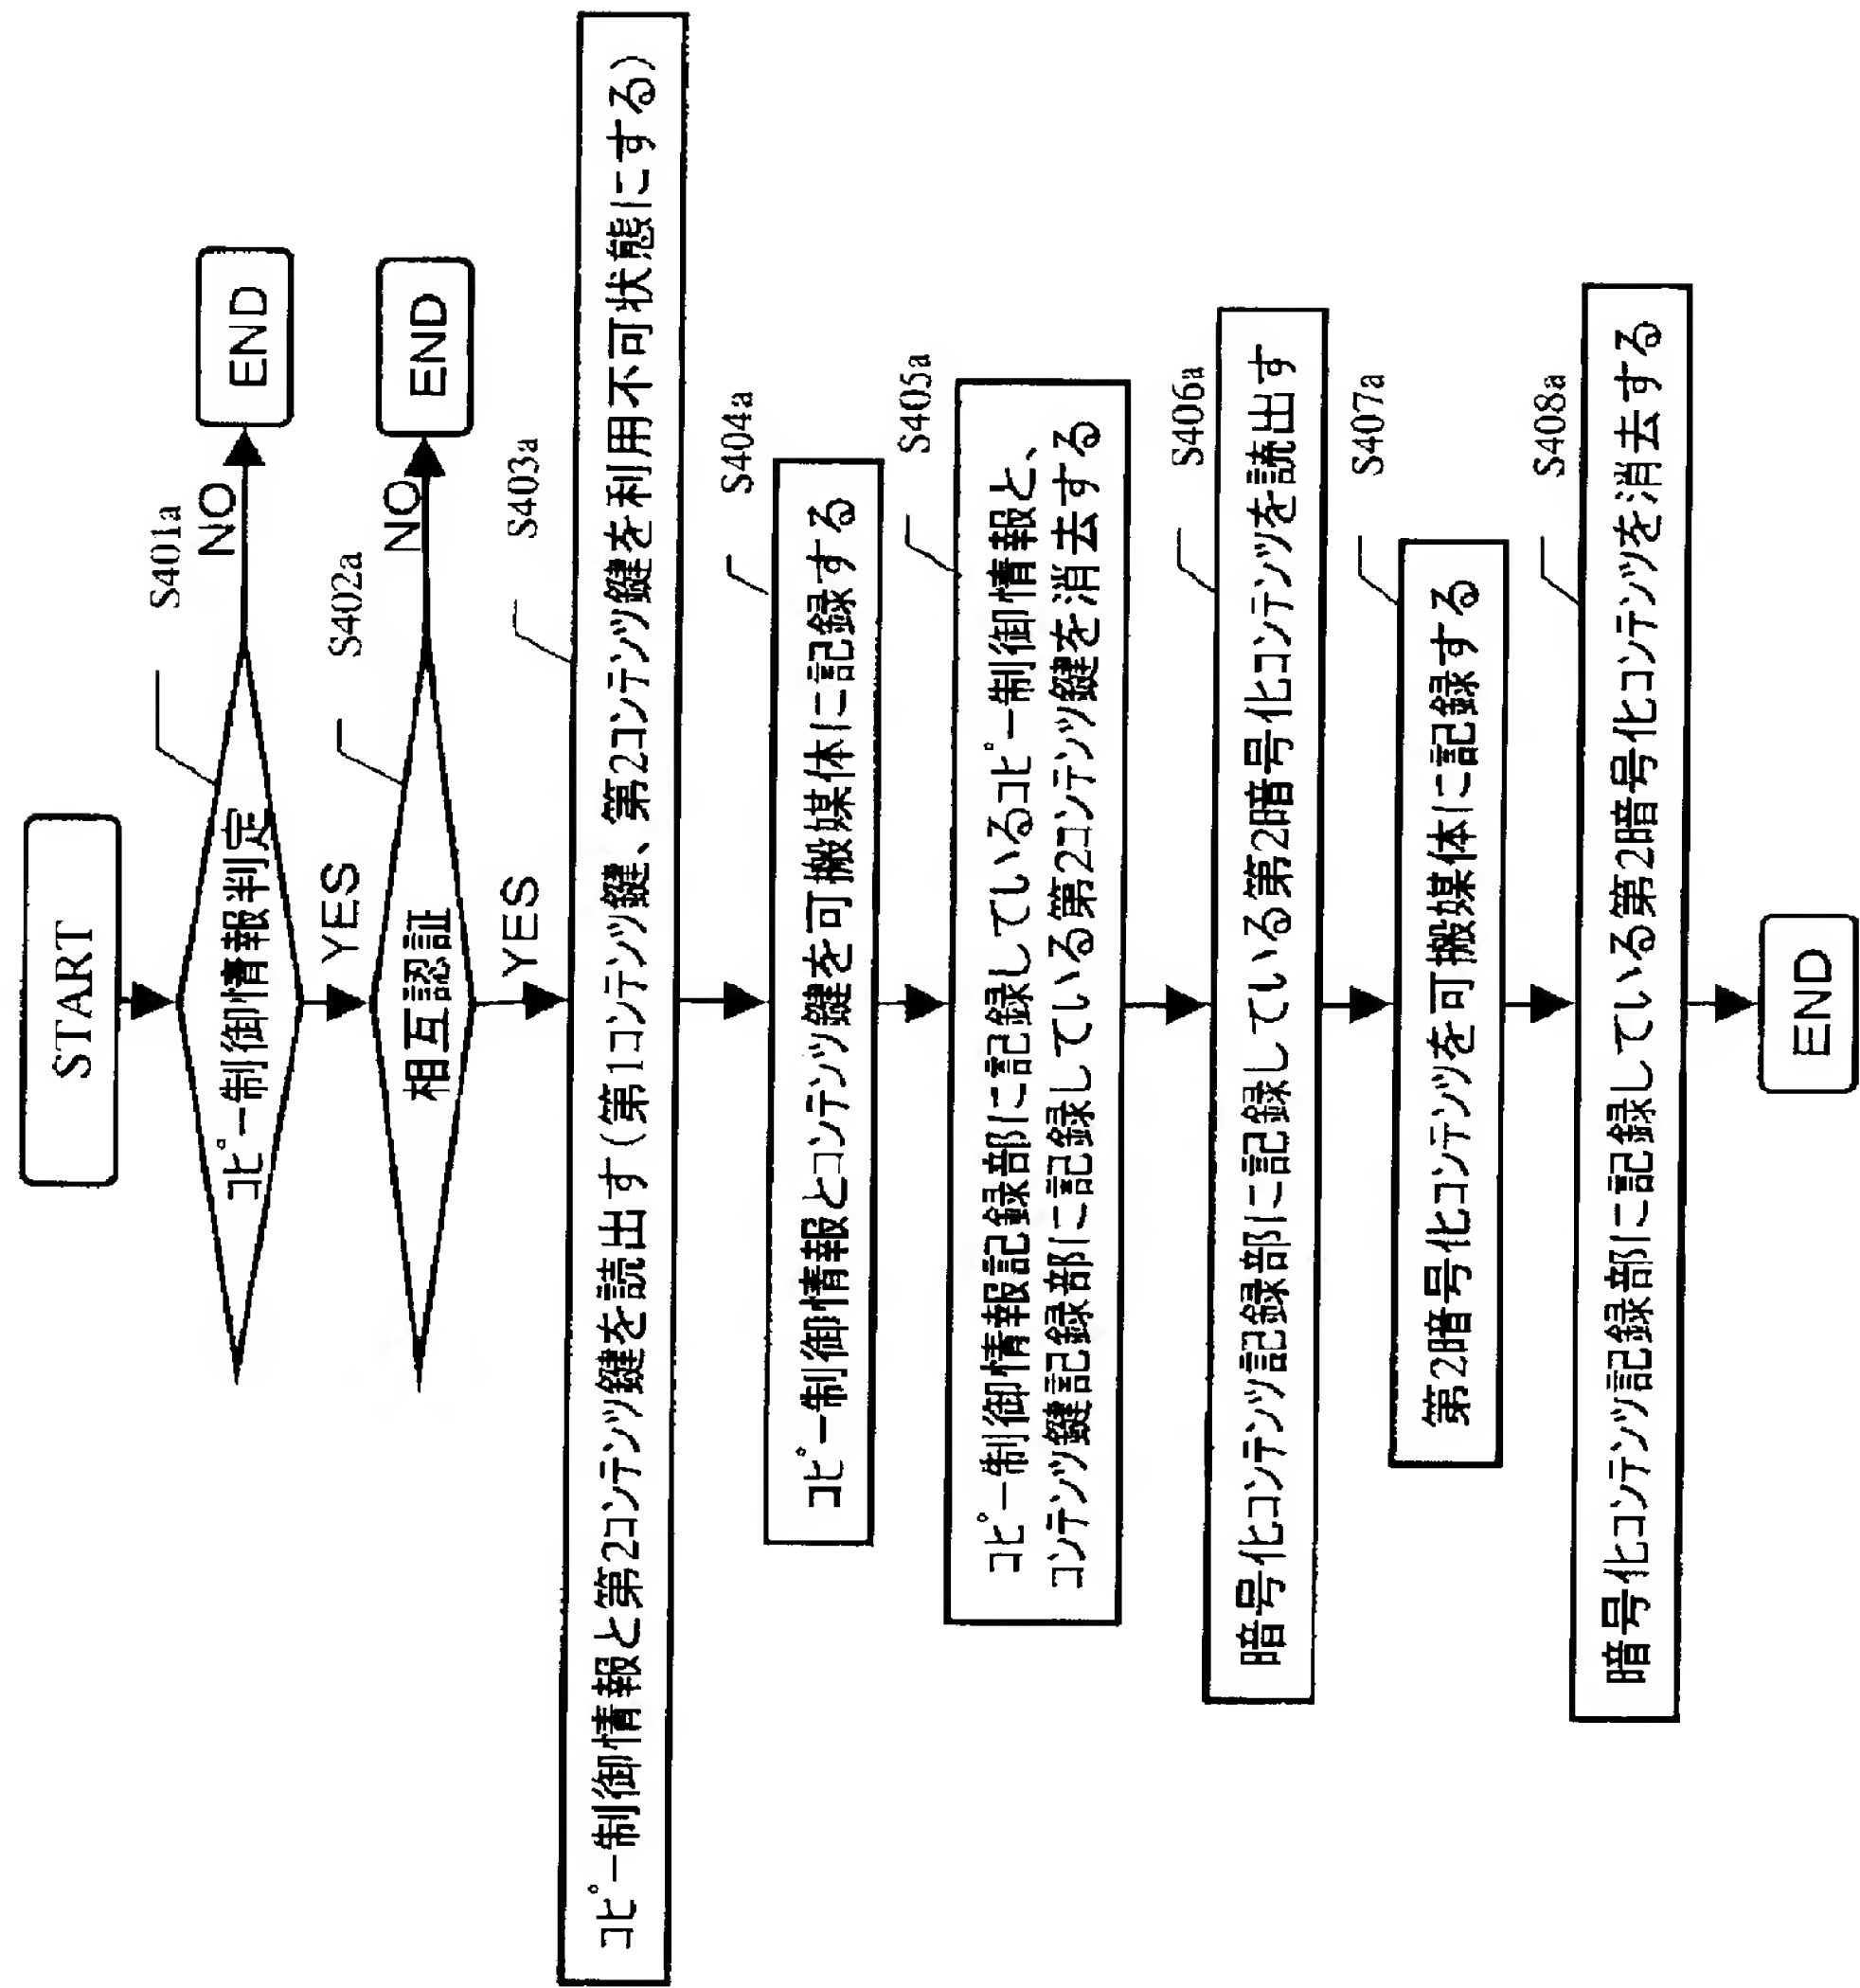 START
S401a
コピー制御情報判定
NO
END
YES
S402a
相互認証
NO
END
YES
S403a
コピー制御情報と第2コンテンツ鍵を読出す(第1コンテンツ鍵、第2コンテンツ鍵を利用不可状態にする)
S404a
コピー制御情報とコンテンツ鍵を可搬媒体に記録する
S405a
コピー制御情報記録部に記録しているコピー制御情報と、
コンテンツ鍵記録部に記録している第2コンテンツ鍵を消去する
S406a
暗号化コンテンツ記録部に記録している第2暗号化コンテンツを読出す
S407a
第2暗号化コンテンツを可搬媒体に記録する
S408a
暗号化コンテンツ記録部に記録している第2暗号化コンテンツを消去する
END